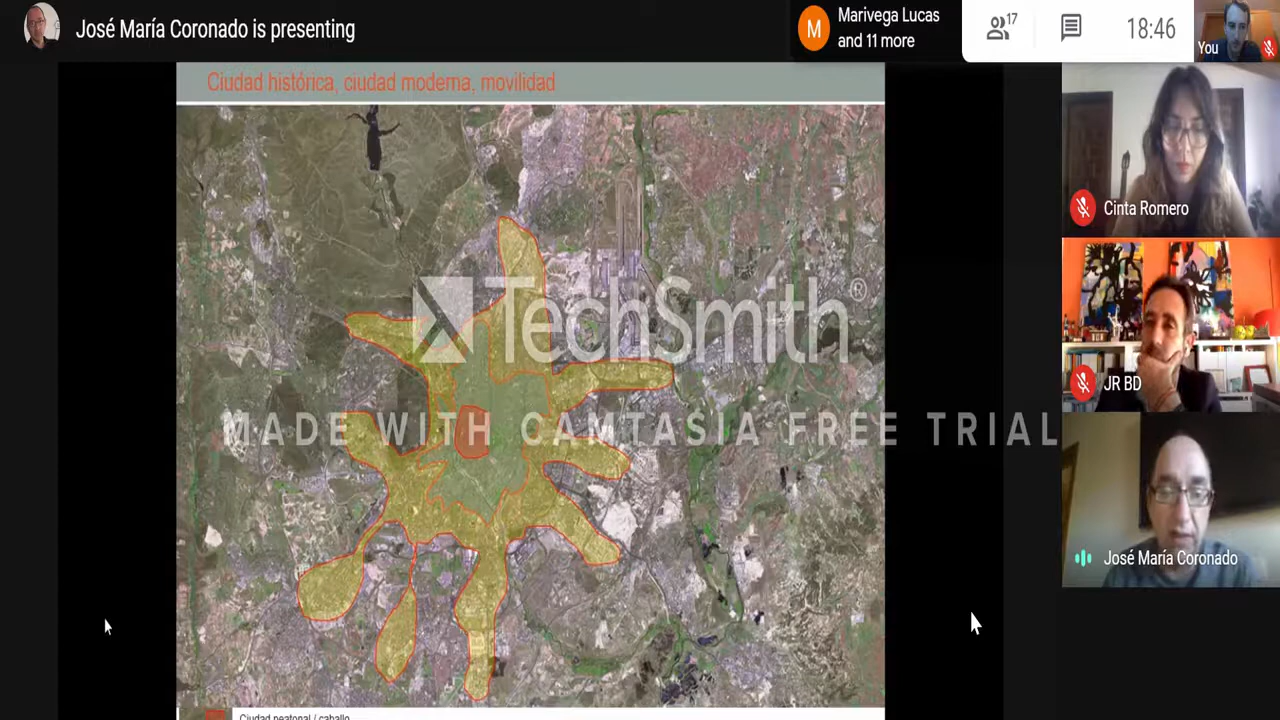 José María Coronado is presenting
M
Marivega Lucas
and 11 more
17
18:46
You
Ciudad histórica, ciudad moderna, movilidad
Cinta Romero
TechSmith®
JR BD
MADE WITH CAMTASIA FREE TRIAL
José María Coronado
Ciudad peatonal / caballo